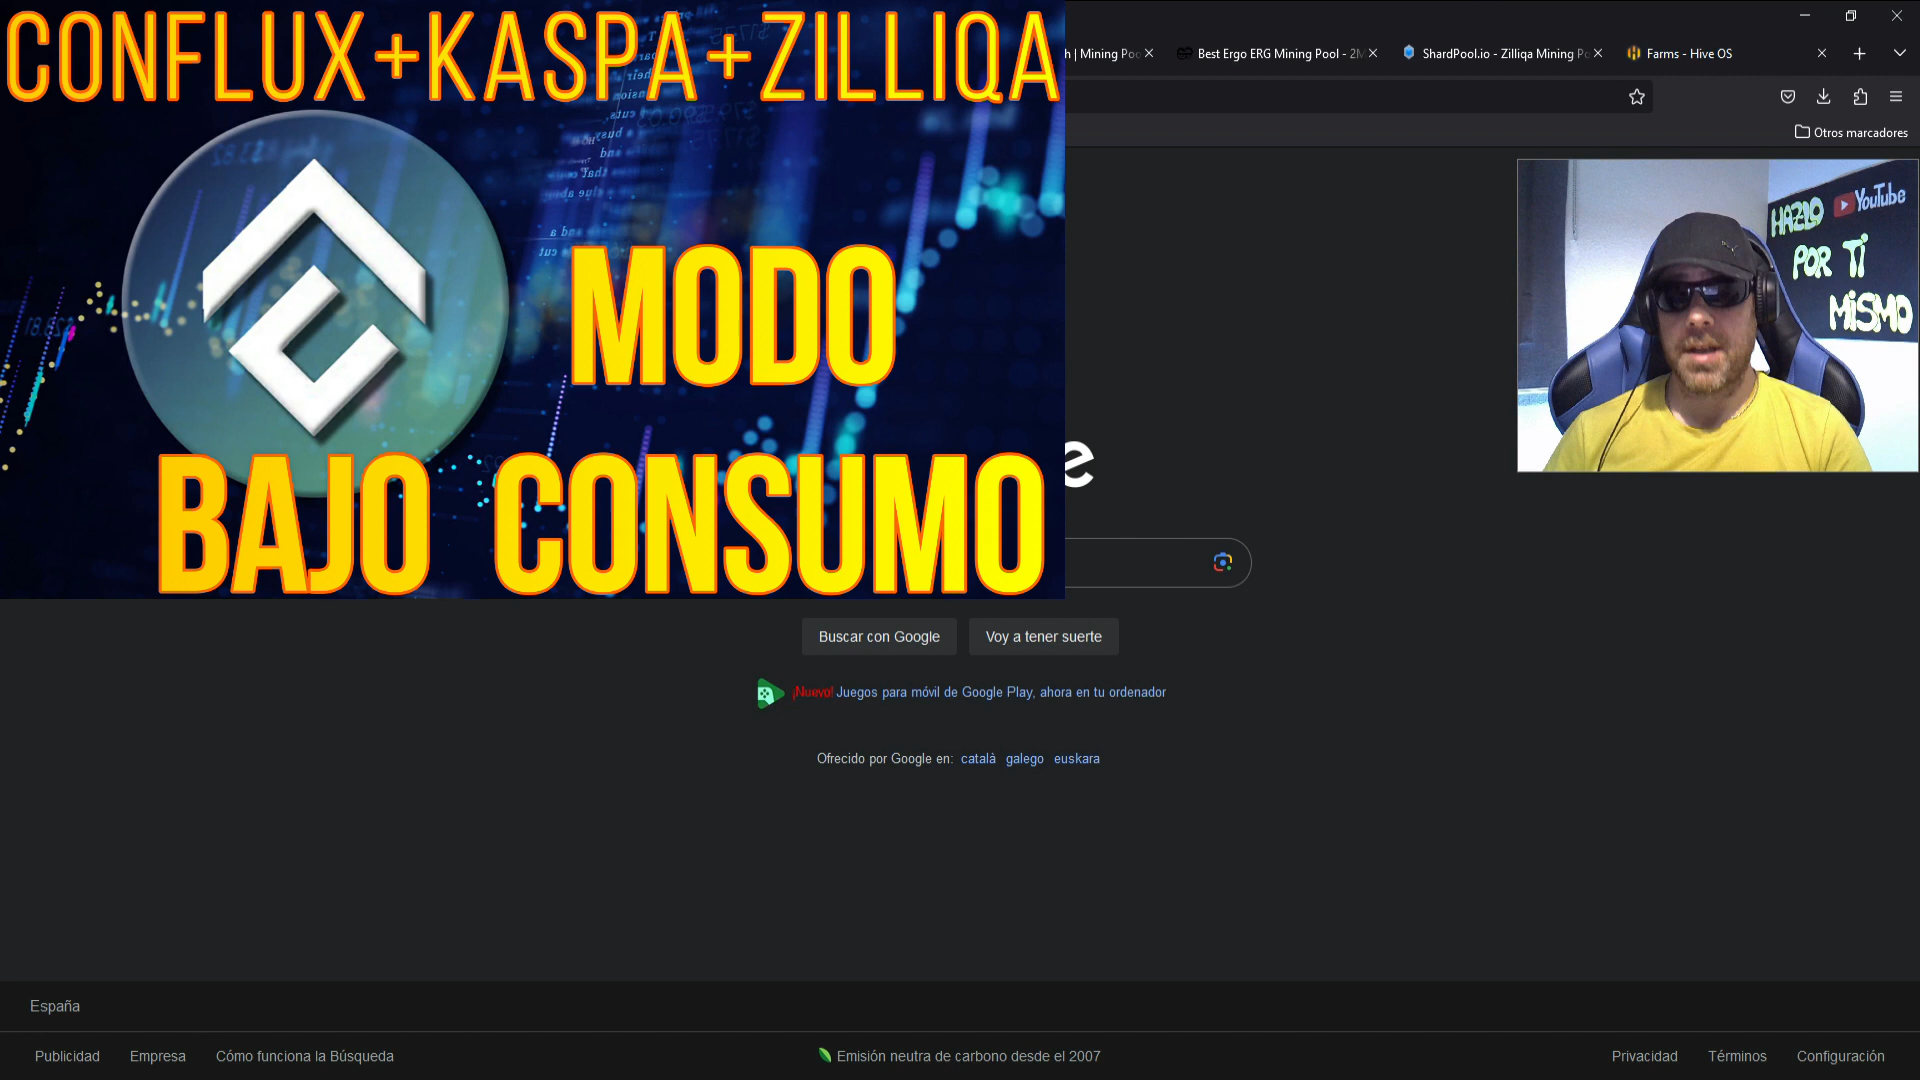 CONFLUX+KASPA+ZILLIQA
MODO
BAJO CONSUMO
h | Mining Poo
Best Ergo ERG Mining Pool - 2M
ShardPool.io - Zilliqa Mining Po
Farms - Hive OS
Otros marcadores
HAZLO
YouTube
POR TI
MISMO
e
Buscar con Google
Voy a tener suerte
¡Nuevo! Juegos para móvil de Google Play, ahora en tu ordenador
Ofrecido por Google en: català galego euskara
España
Publicidad
Empresa
Cómo funciona la Búsqueda
Emisión neutra de carbono desde el 2007
Privacidad
Términos
Configuración